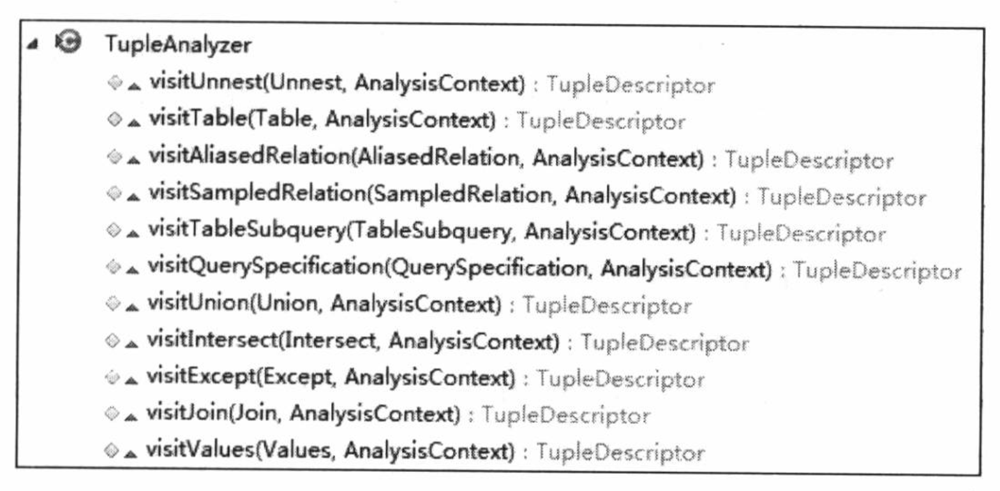 TupleAnalyzer
visitUnnest(Unnest, AnalysisContext) : TupleDescriptor
visitTable(Table, AnalysisContext) : TupleDescriptor
visitAliasedRelation(AliasedRelation, AnalysisContext) : TupleDescriptor
visitSampledRelation(SampledRelation, AnalysisContext) : TupleDescriptor
visitTableSubquery(TableSubquery, AnalysisContext) : TupleDescriptor
visitQuerySpecification(QuerySpecification, AnalysisContext) : TupleDescriptor
visitUnion(Union, AnalysisContext) : TupleDescriptor
visitIntersect(Intersect, AnalysisContext) : TupleDescriptor
visitExcept(Except, AnalysisContext) : TupleDescriptor
visitJoin(Join, AnalysisContext) : TupleDescriptor
visitValues(Values, AnalysisContext) : TupleDescriptor